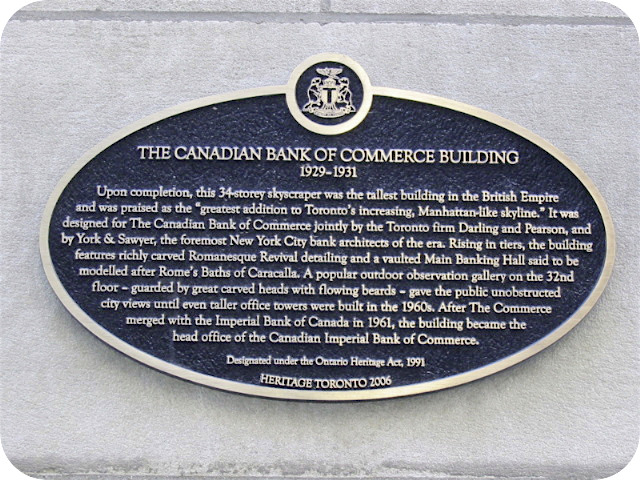 T
THE CANADIAN BANK OF COMMERCE BUILDING
1929-1931
Upon completion, this 34-storey skyscraper was the tallest building in the British Empire
and was praised as the “greatest addition to Toronto's increasing, Manhattan-like skyline.” It was
designed for The Canadian Bank of Commerce jointly by the Toronto firm Darling and Pearson, and
by York & Sawyer, the foremost New York City bank architects of the era. Rising in tiers, the building
features richly carved Romanesque Revival detailing and a vaulted Main Banking Hall said to be
modelled after Rome's Baths of Caracalla. A popular outdoor observation gallery on the 32nd
floor – guarded by great carved heads with flowing beards – gave the public unobstructed
city views until even taller office towers were built in the 1960s. After The Commerce
merged with the Imperial Bank of Canada in 1961, the building became the
head office of the Canadian Imperial Bank of Commerce.
Designated under the Ontario Heritage Act, 1991
HERITAGE TORONTO 2006